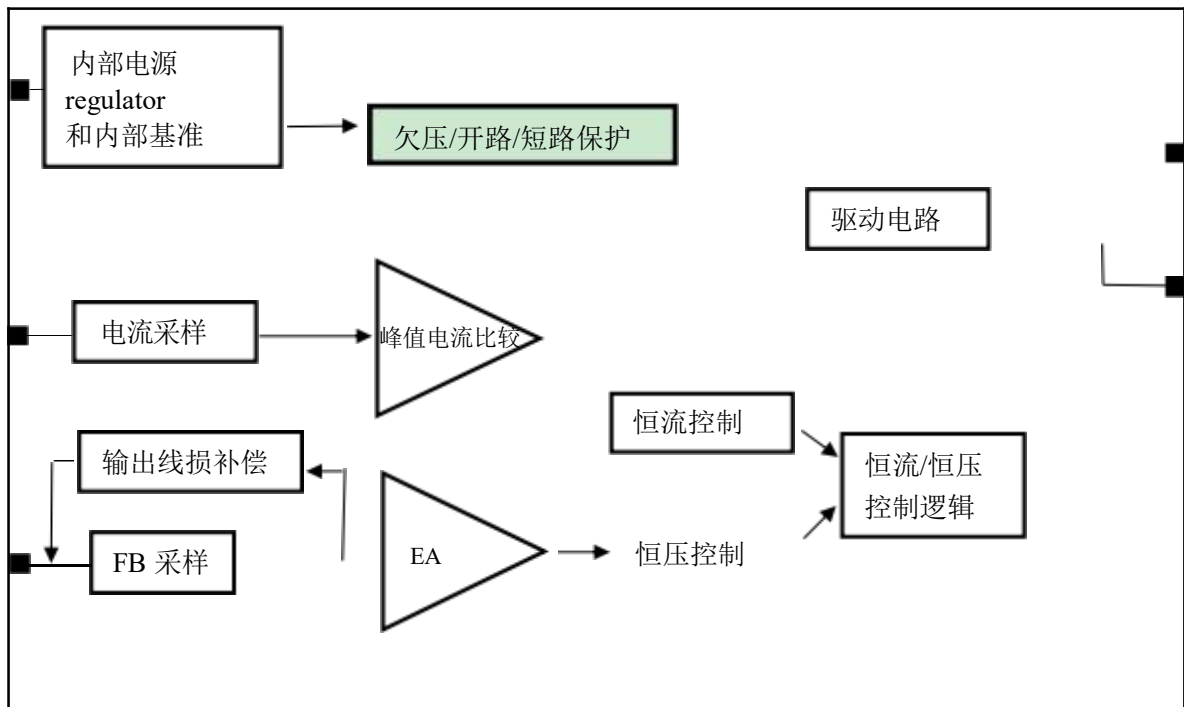 内部电源
regulator
和内部基准
欠压/开路/短路保护
驱动电路
电流采样
峰值电流比较
恒流控制
输出线损补偿
恒流/恒压
控制逻辑
FB 采样
EA
恒压控制